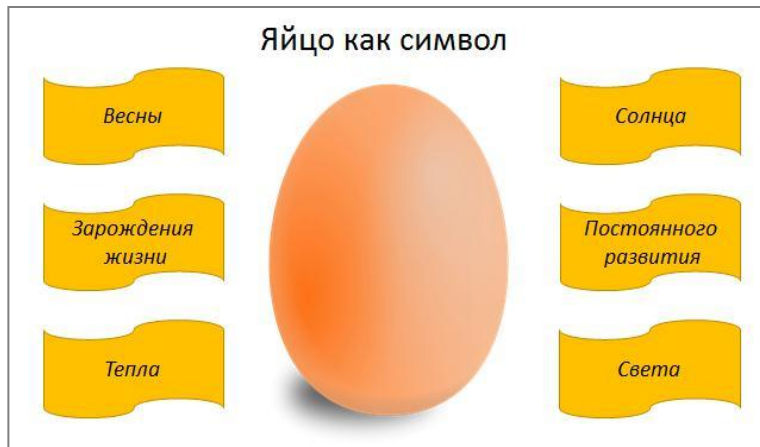 Яйцо как символ
Весны
Солнца
Зарождения
жизни
Постоянного
развития
Тепла
Света